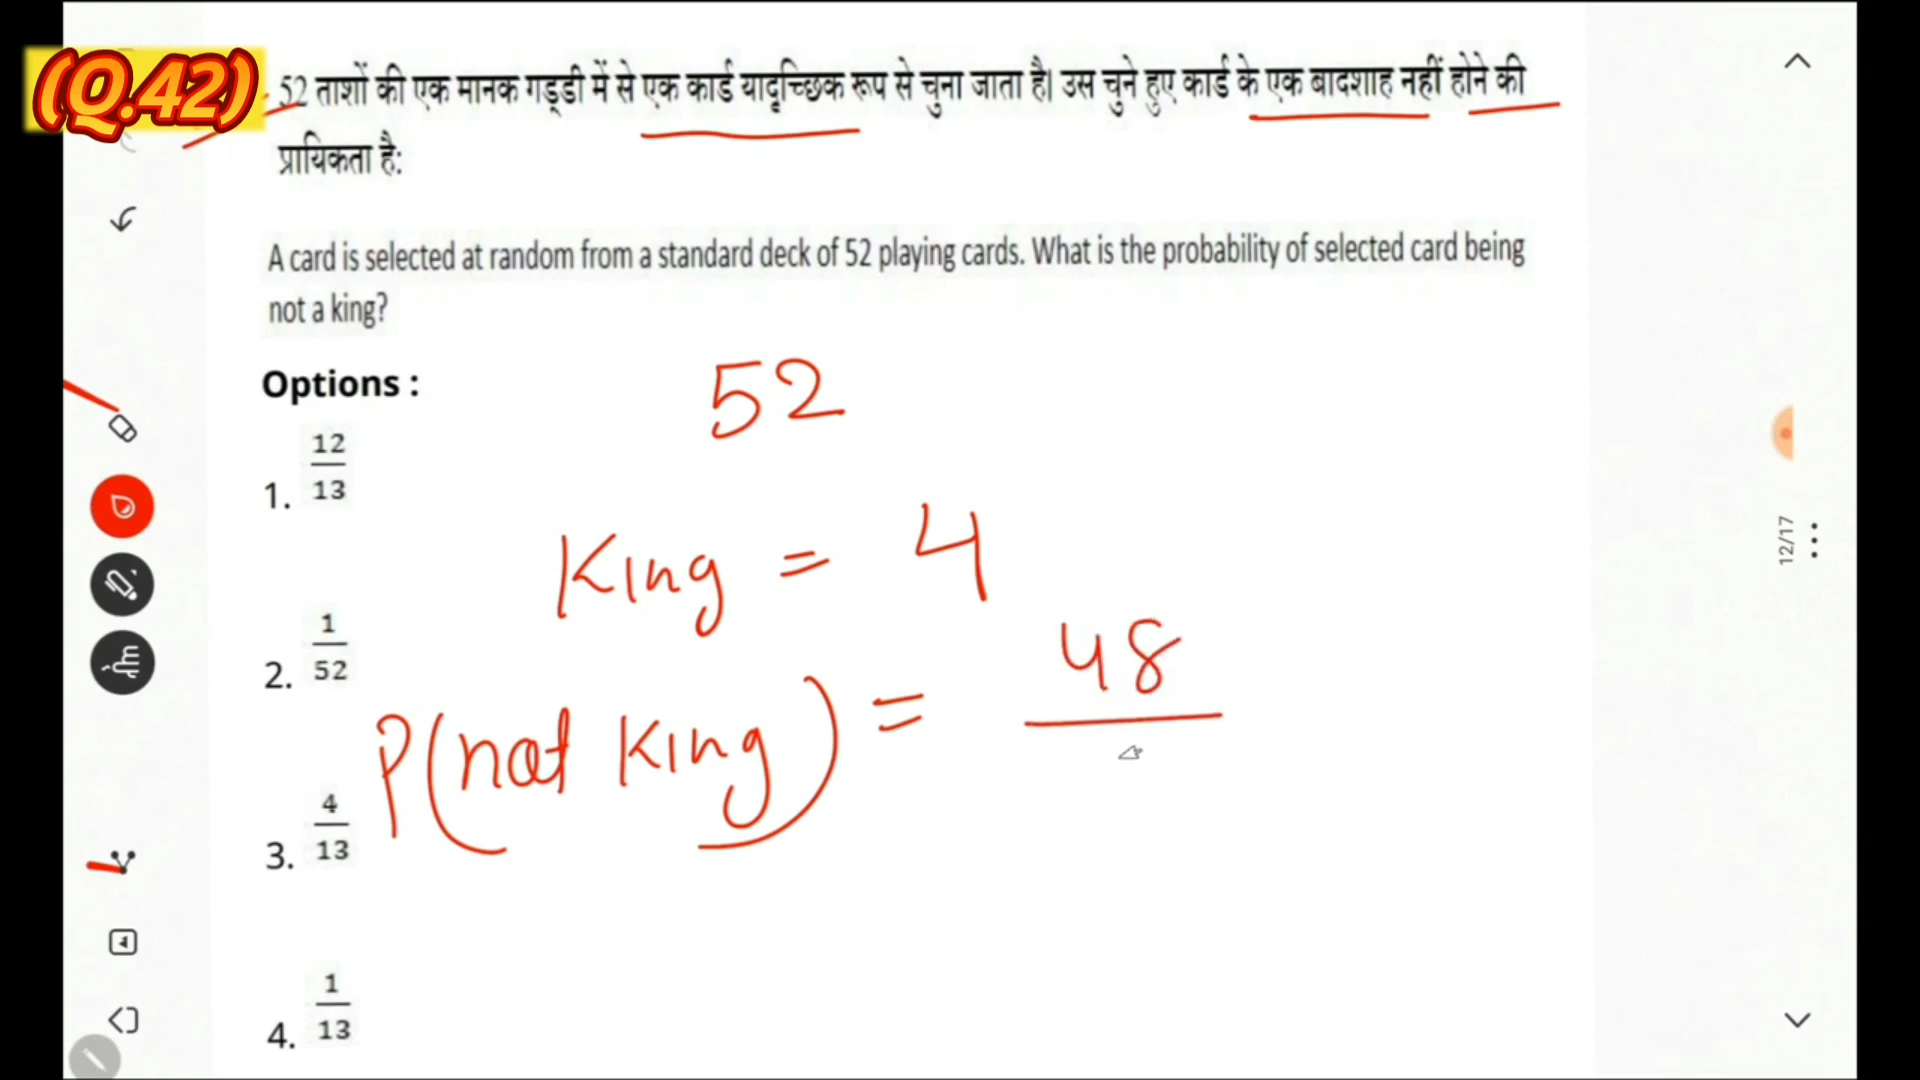 (Q.42)
52 ताशों की एक मानक गड्डी में से एक कार्ड यादृच्छिक रूप से चुना जाता है। उस चुने हुए कार्ड के एक बादशाह नहीं होने की
प्रायिकता है:
A card is selected at random from a standard deck of 52 playing cards. What is the probability of selected card being
not a king?
Options :
52
1. 12/13
King = 4
2. 1/52
P(not King) = 48
3. 4/13
4. 1/13
12/17